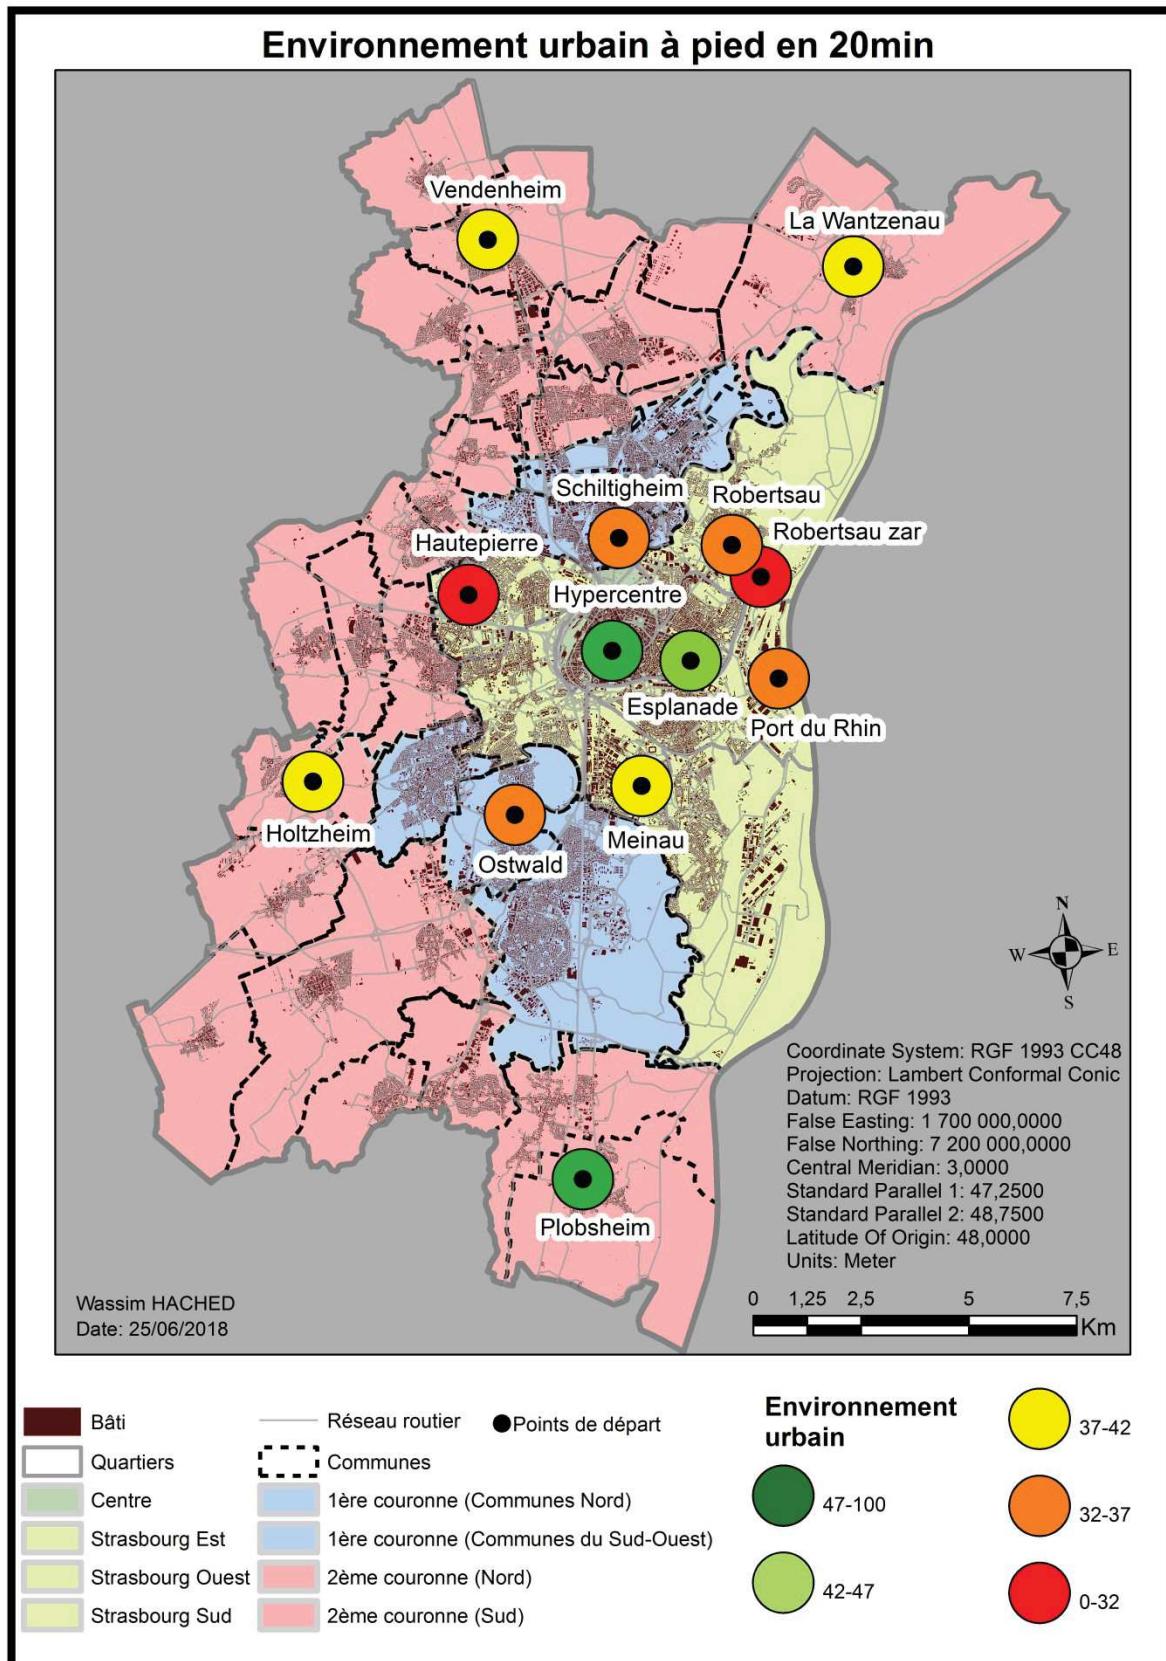 Environnement urbain à pied en 20min
Vendenheim
La Wantzenau
Schiltigheim
Robertsau
Hautepierre
Robertsau zar
Hypercentre
Esplanade
Port du Rhin
Holtzheim
Meinau
Ostwald
N
W
E
S
Coordinate System: RGF 1993 CC48
Projection: Lambert Conformal Conic
Datum: RGF 1993
False Easting: 1 700 000,0000
False Northing: 7 200 000,0000
Central Meridian: 3,0000
Standard Parallel 1: 47,2500
Standard Parallel 2: 48,7500
Latitude Of Origin: 48,0000
Units: Meter
Plobsheim
Wassim HACHED
Date: 25/06/2018
0 1,25 2,5 5 7,5
Km
Bâti
Quartiers
Centre
Strasbourg Est
Strasbourg Ouest
Strasbourg Sud
Réseau routier
Communes
1ère couronne (Communes Nord)
1ère couronne (Communes du Sud-Ouest)
2ème couronne (Nord)
2ème couronne (Sud)
Points de départ
Environnement
urbain
47-100
42-47
37-42
32-37
0-32